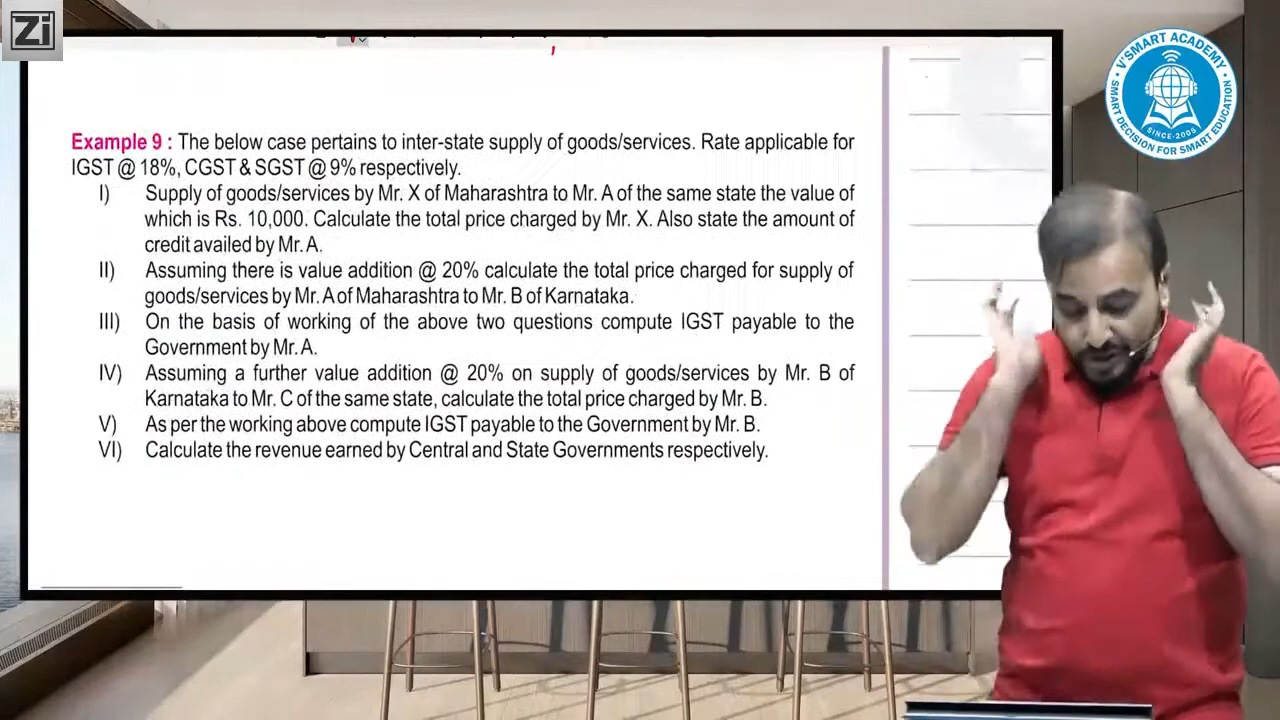 Zi
V'SMART ACADEMY
SINCE-2005
SMART DECISION FOR SMART EDUCATION
Example 9 : The below case pertains to inter-state supply of goods/services. Rate applicable for
IGST @ 18%, CGST & SGST @ 9% respectively.
I) Supply of goods/services by Mr. X of Maharashtra to Mr. A of the same state the value of
which is Rs. 10,000. Calculate the total price charged by Mr. X. Also state the amount of
credit availed by Mr. A.
II) Assuming there is value addition @ 20% calculate the total price charged for supply of
goods/services by Mr. A of Maharashtra to Mr. B of Karnataka.
III) On the basis of working of the above two questions compute IGST payable to the
Government by Mr. A.
IV) Assuming a further value addition @ 20% on supply of goods/services by Mr. B of
Karnataka to Mr. C of the same state, calculate the total price charged by Mr. B.
V) As per the working above compute IGST payable to the Government by Mr. B.
VI) Calculate the revenue earned by Central and State Governments respectively.